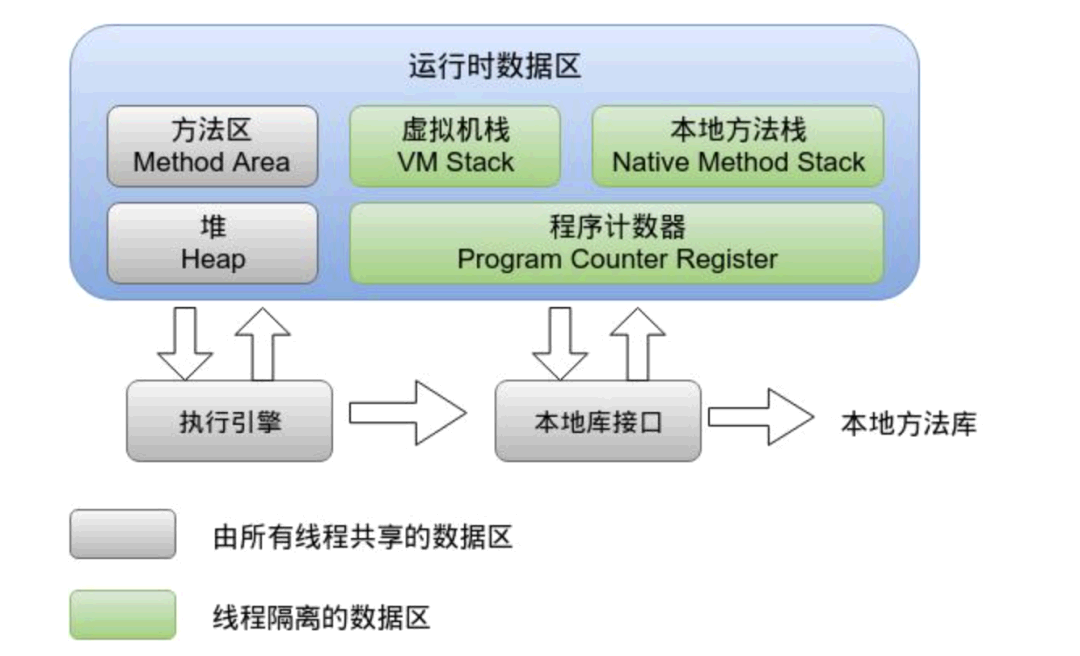 运行时数据区
方法区
Method Area
虚拟机栈
VM Stack
本地方法栈
Native Method Stack
堆
Heap
程序计数器
Program Counter Register
执行引擎
本地库接口
本地方法库
由所有线程共享的数据区
线程隔离的数据区